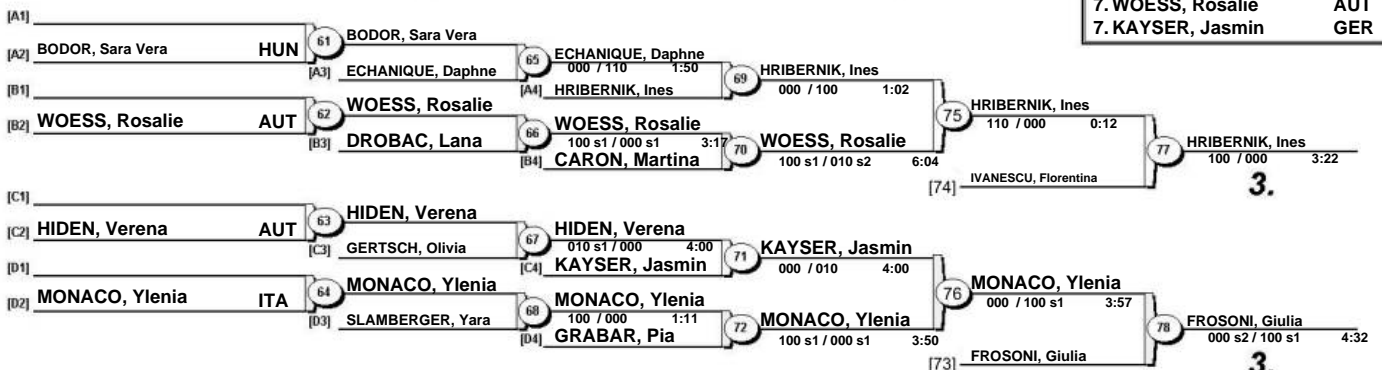 7. WOESS, Rosalie AUT
7. KAYSER, Jasmin GER
[A1]
[A2] BODOR, Sara Vera HUN
61 BODOR, Sara Vera
[A3] ECHANIQUE, Daphne
65 ECHANIQUE, Daphne
000 / 110 1:50
[A4] HRIBERNIK, Ines
69 HRIBERNIK, Ines
000 / 100 1:02
[B1]
[B2] WOESS, Rosalie AUT
62 WOESS, Rosalie
[B3] DROBAC, Lana
66 WOESS, Rosalie
100 s1 / 000 s1 3:17
[B4] CARON, Martina
70 WOESS, Rosalie
100 s1 / 010 s2 6:04
75 HRIBERNIK, Ines
110 / 000 0:12
[74] IVANESCU, Florentina
77 HRIBERNIK, Ines
100 / 000 3:22
3.
[C1]
[C2] HIDEN, Verena AUT
63 HIDEN, Verena
[C3] GERTSCH, Olivia
67 HIDEN, Verena
010 s1 / 000 4:00
[C4] KAYSER, Jasmin
71 KAYSER, Jasmin
000 / 010 4:00
[D1]
[D2] MONACO, Ylenia ITA
64 MONACO, Ylenia
[D3] SLAMBERGER, Yara
68 MONACO, Ylenia
100 / 000 1:11
[D4] GRABAR, Pia
72 MONACO, Ylenia
100 s1 / 000 s1 3:50
76 MONACO, Ylenia
000 / 100 s1 3:57
[73] FROSONI, Giulia
78 FROSONI, Giulia
000 s2 / 100 s1 4:32
3.